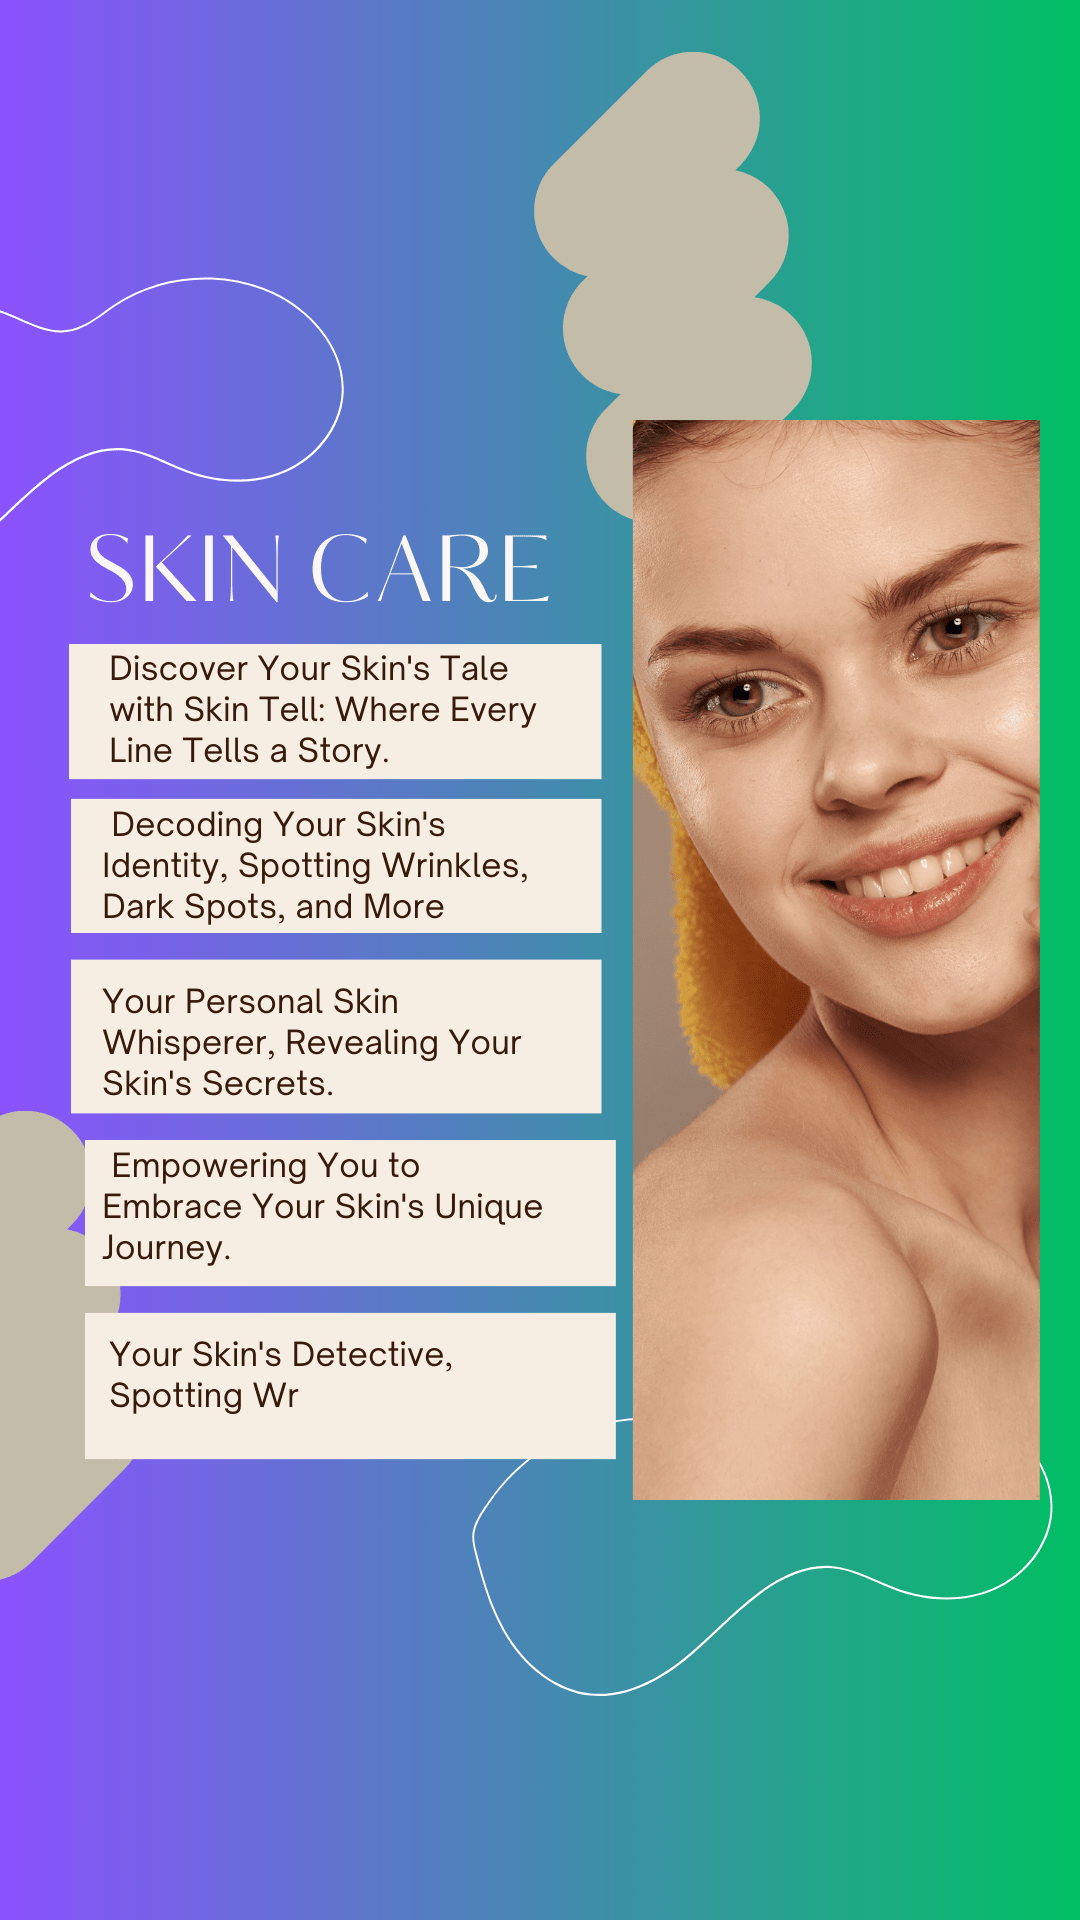 SKIN CARE
Discover Your Skin's Tale
with Skin Tell: Where Every
Line Tells a Story.
Decoding Your Skin's
Identity, Spotting Wrinkles,
Dark Spots, and More
Your Personal Skin
Whisperer, Revealing Your
Skin's Secrets.
Empowering You to
Embrace Your Skin's Unique
Journey.
Your Skin's Detective,
Spotting Wr